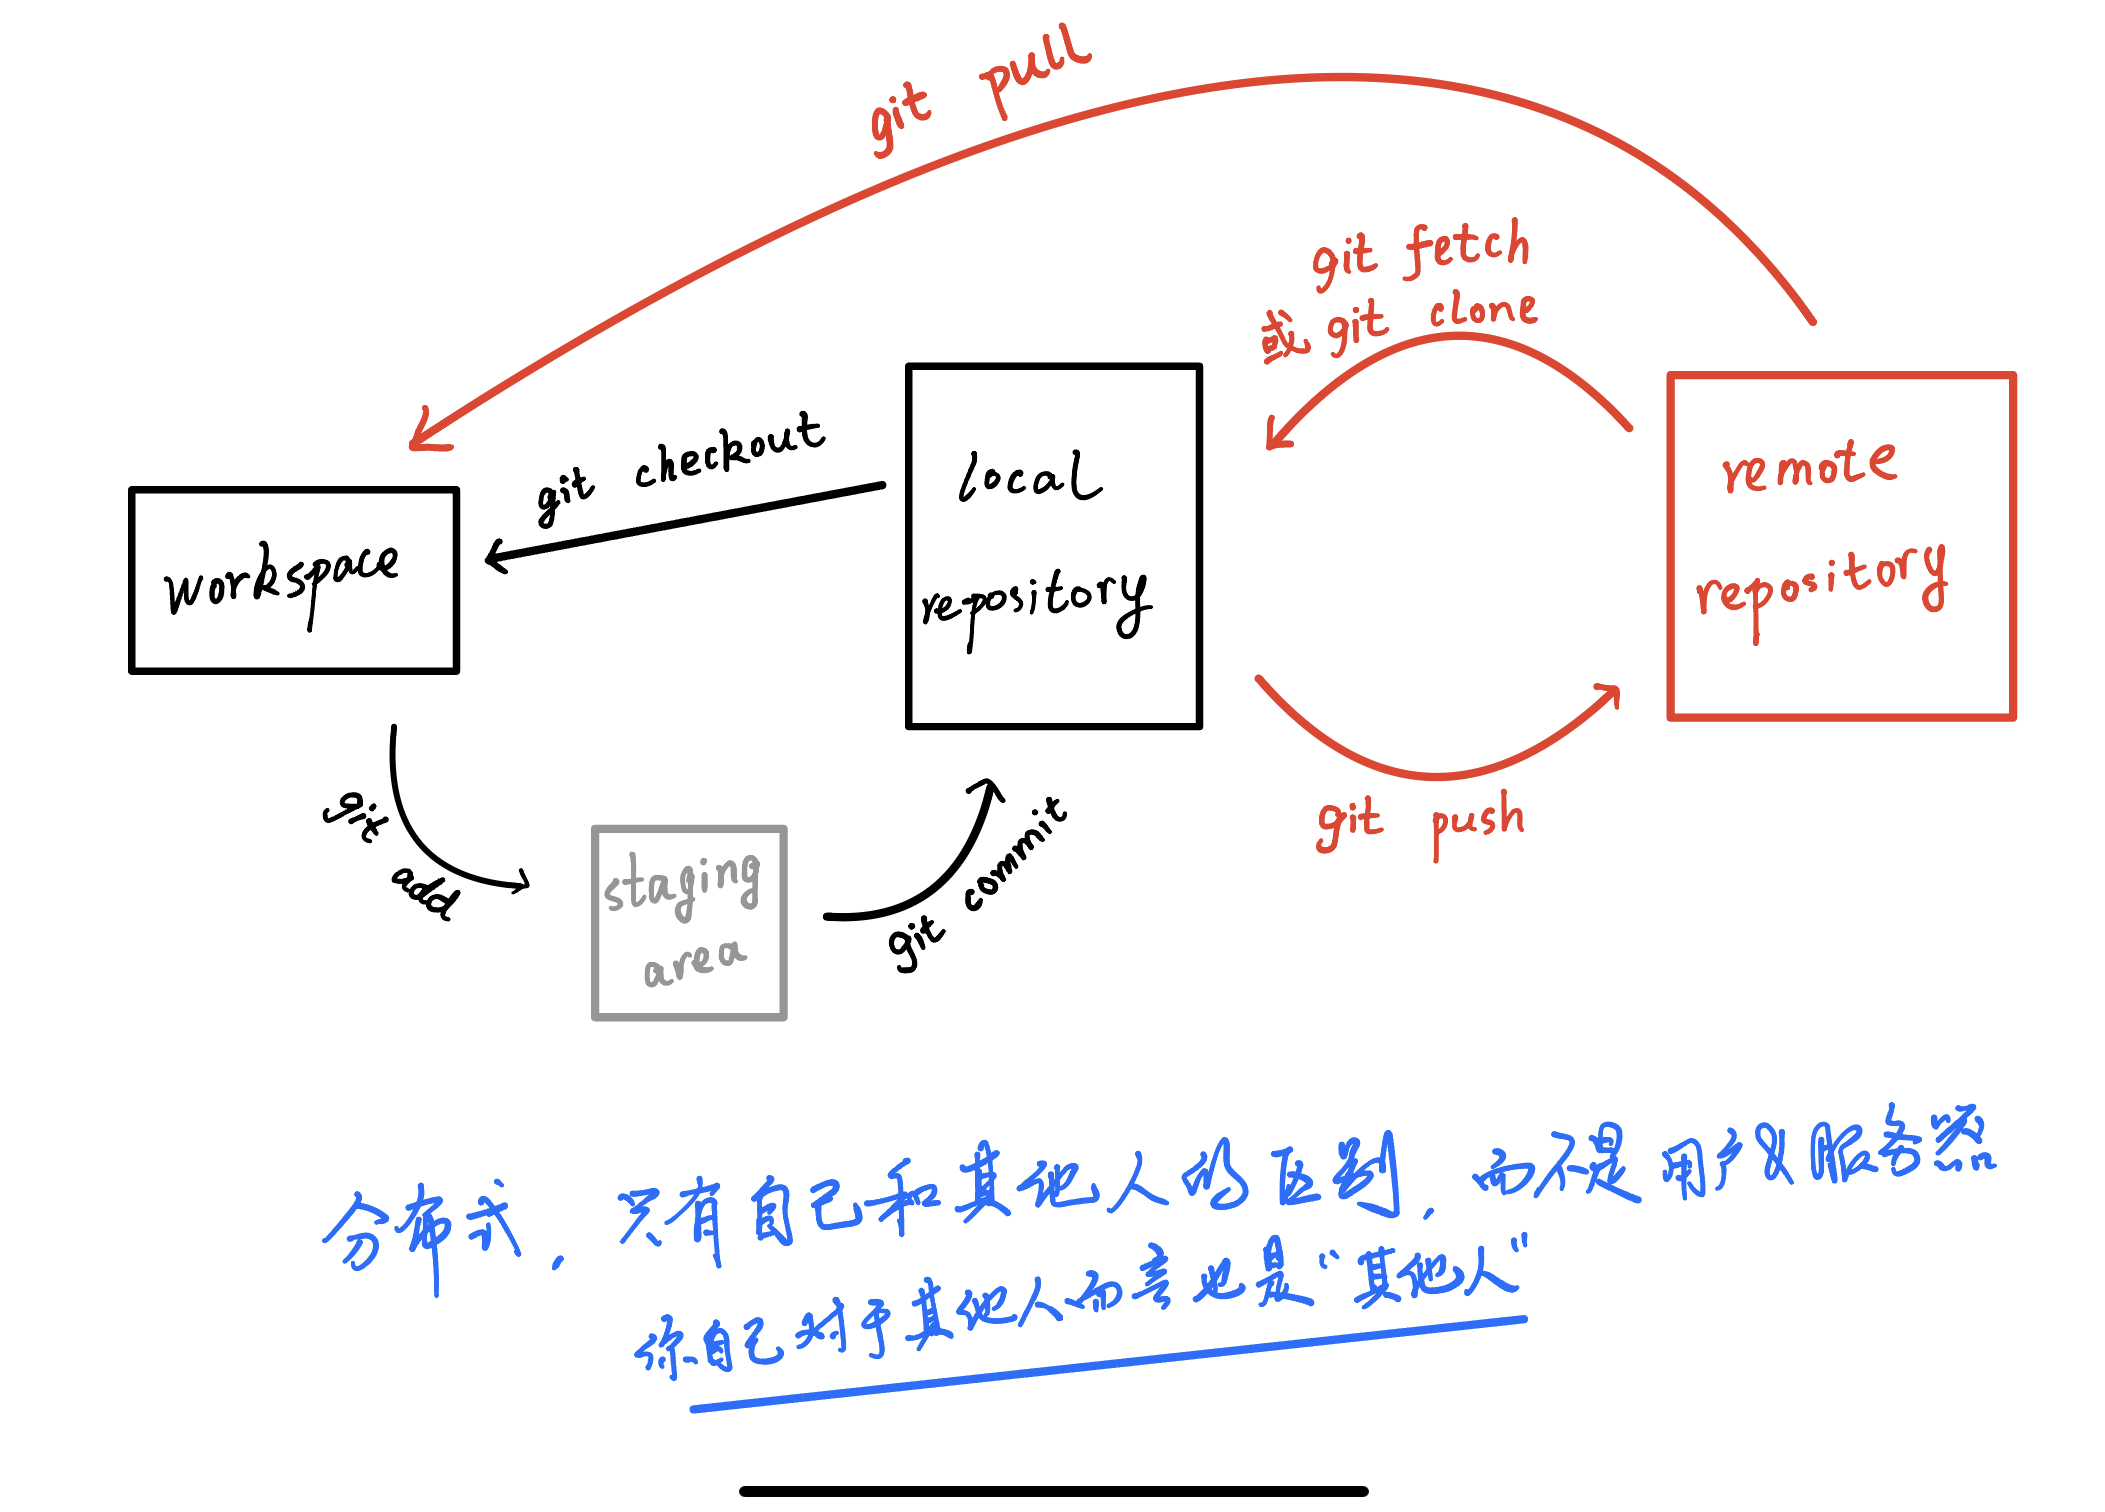 git pull
git fetch
或 git clone
git checkout
local
repository
remote
repository
workspace
git add
staging
area
git commit
git push
分布式，只有自己和其他人的区别，而不是用户及服务器
你自己对于其他人而言也是“其他人”